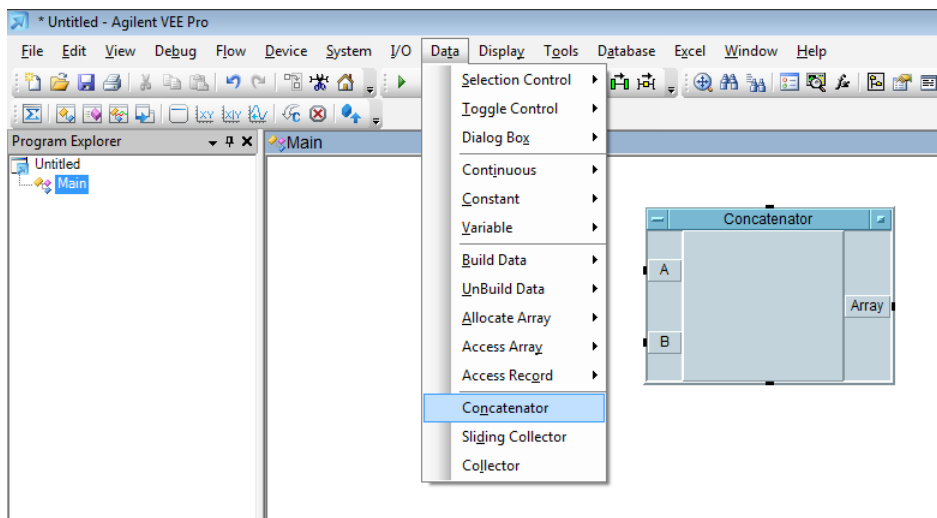 * Untitled - Agilent VEE Pro
File Edit View Debug Flow Device System I/O Data Display Tools Database Excel Window Help
Program Explorer
Untitled
Main
Main
Selection Control
Toggle Control
Dialog Box
Continuous
Constant
Variable
Build Data
UnBuild Data
Allocate Array
Access Array
Access Record
Concatenator
Sliding Collector
Collector
Concatenator
A
B
Array